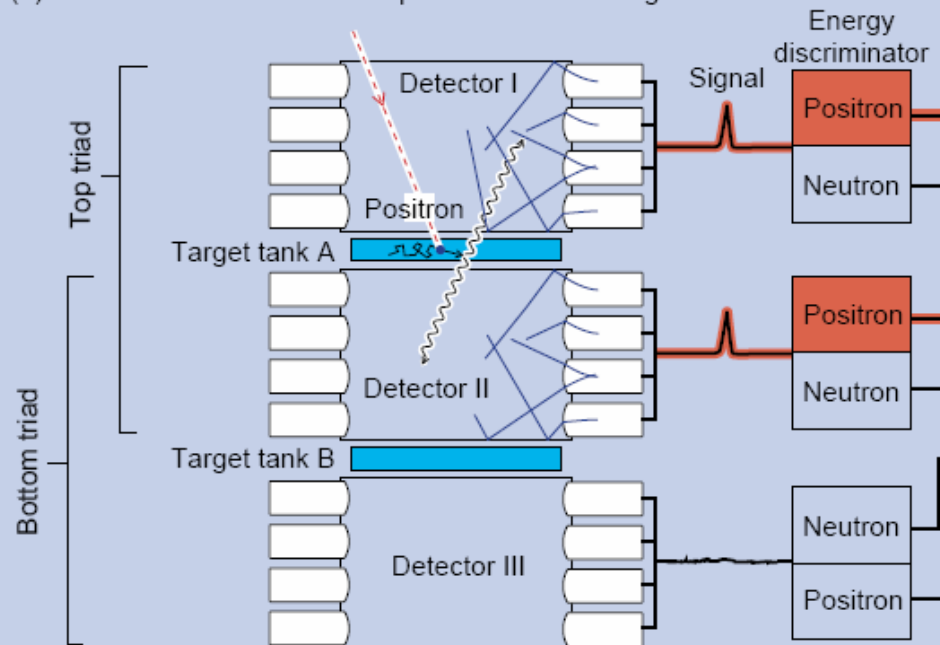 Energy
discriminator
Detector I
Signal
Positron
Top triad
Neutron
Positron
Target tank A
Positron
Detector II
Neutron
Bottom triad
Target tank B
Neutron
Detector III
Positron